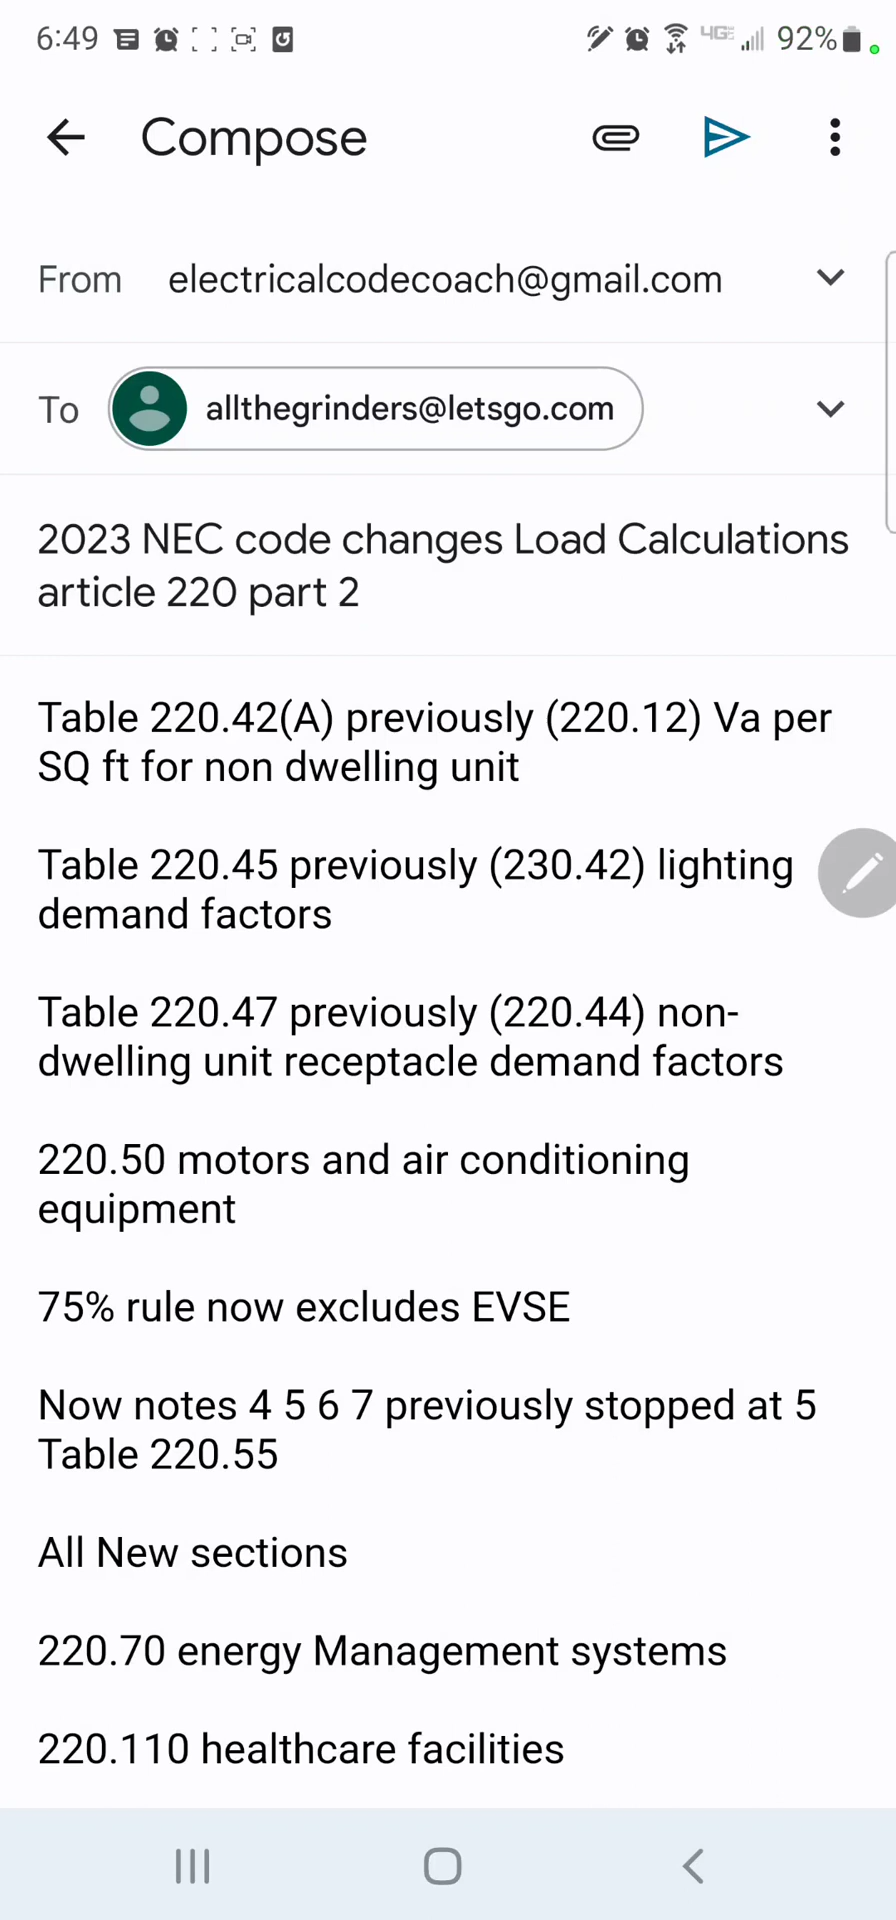 6:49
4GE 92%
Compose
From electricalcodecoach@gmail.com
To allthegrinders@letsgo.com
2023 NEC code changes Load Calculations
article 220 part 2
Table 220.42(A) previously (220.12) Va per
SQ ft for non dwelling unit
Table 220.45 previously (230.42) lighting
demand factors
Table 220.47 previously (220.44) non-
dwelling unit receptacle demand factors
220.50 motors and air conditioning
equipment
75% rule now excludes EVSE
Now notes 4 5 6 7 previously stopped at 5
Table 220.55
All New sections
220.70 energy Management systems
220.110 healthcare facilities